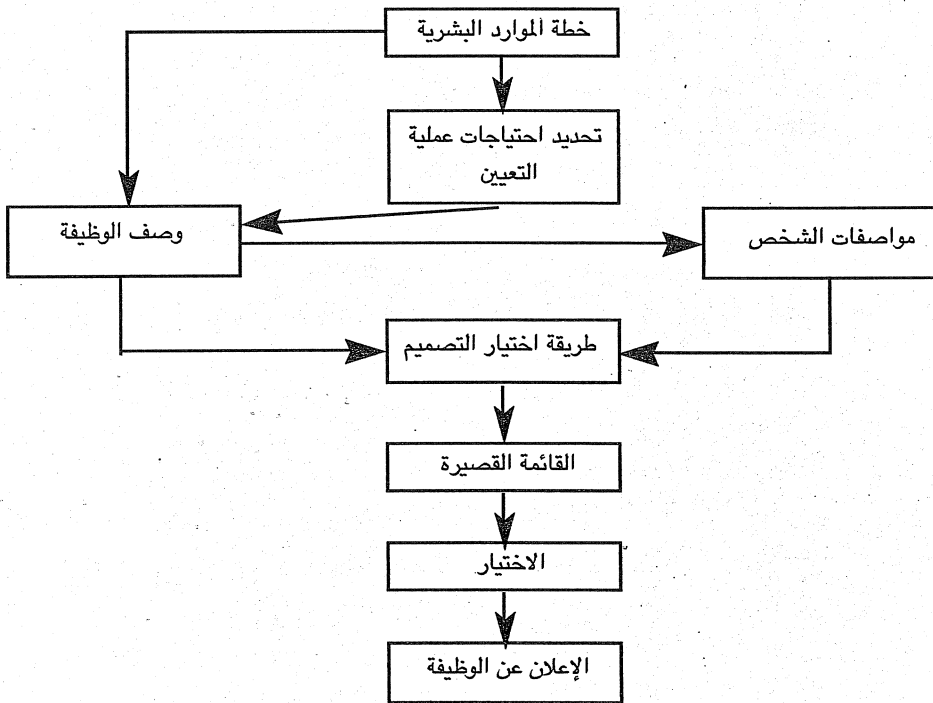 خطة الموارد البشرية
تحديد احتياجات عملية
التعيين
وصف الوظيفة
مواصفات الشخص
طريقة اختيار التصميم
القائمة القصيرة
الاختيار
الإعلان عن الوظيفة